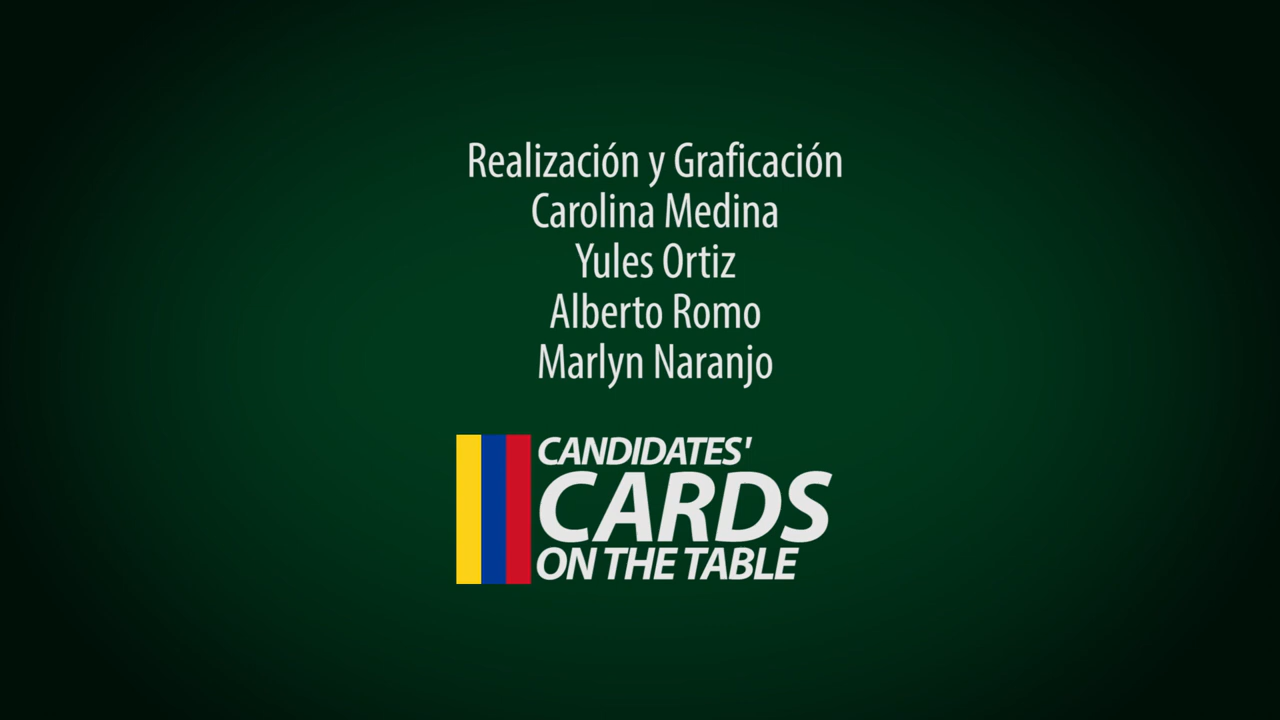 Realización y Graficación
Carolina Medina
Yules Ortiz
Alberto Romo
Marlyn Naranjo
CANDIDATES'
CARDS
ON THE TABLE